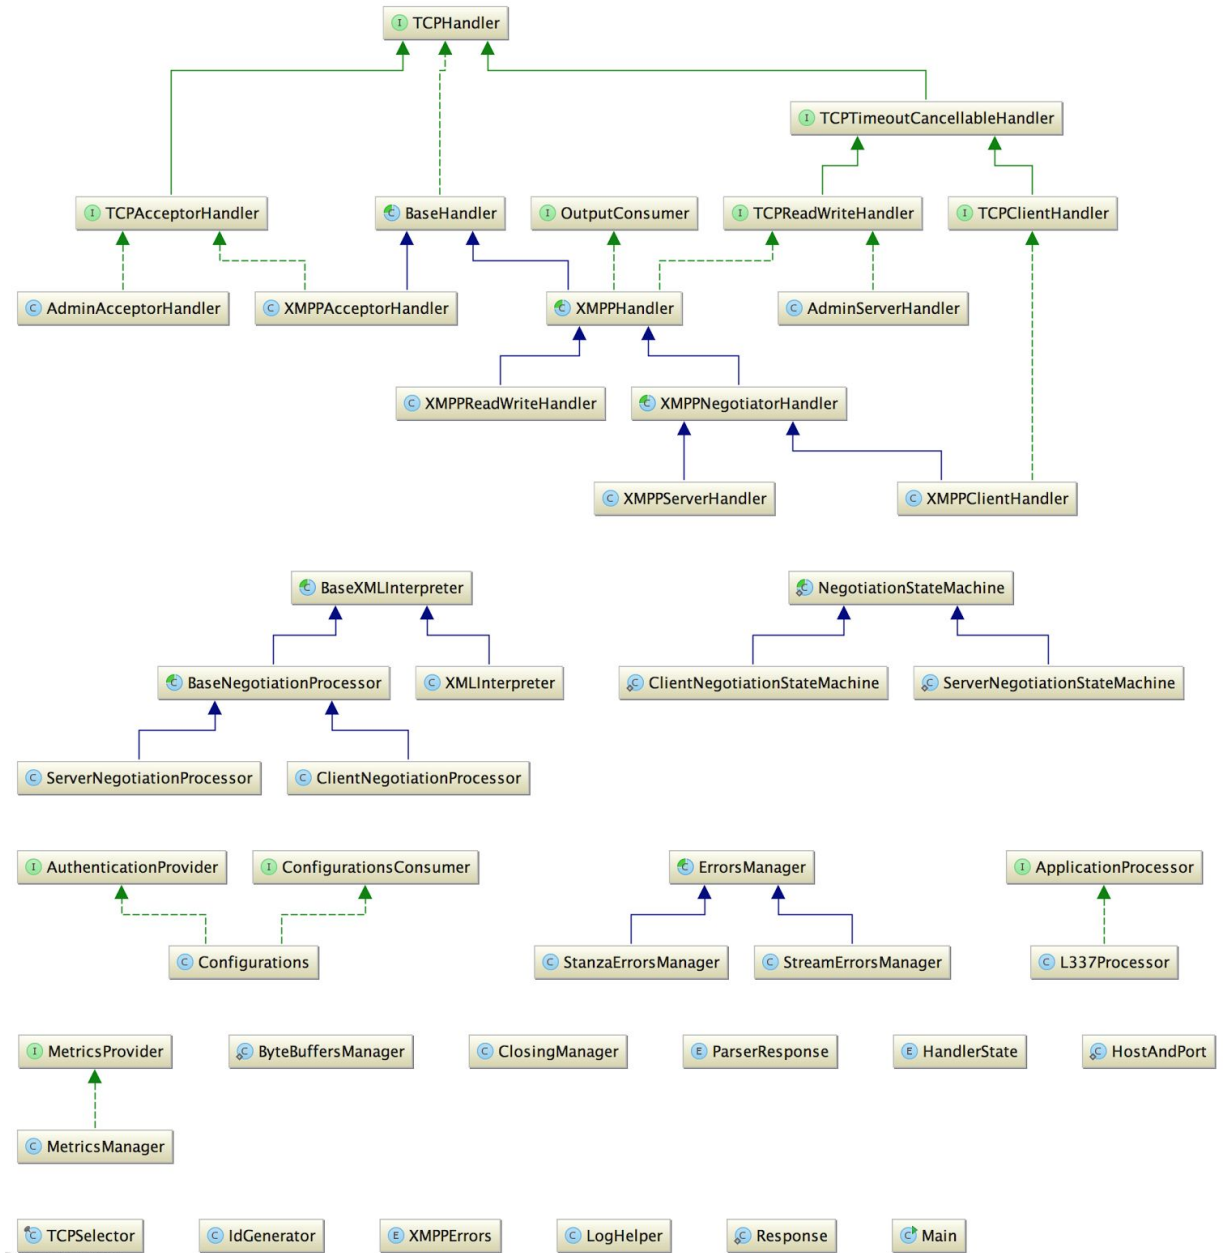 I TCPHandler
I TCPTimeoutCancellableHandler
I TCPAcceptorHandler
C BaseHandler
I OutputConsumer
I TCPReadWriteHandler
I TCPClientHandler
C AdminAcceptorHandler
C XMPPAcceptorHandler
C XMPPHandler
C AdminServerHandler
C XMPPReadWriteHandler
C XMPPNegotiatorHandler
C XMPPServerHandler
C XMPPClientHandler
C BaseXMLInterpreter
C NegotiationStateMachine
C BaseNegotiationProcessor
C XMLInterpreter
C ClientNegotiationStateMachine
C ServerNegotiationStateMachine
C ServerNegotiationProcessor
C ClientNegotiationProcessor
I AuthenticationProvider
I ConfigurationsConsumer
C ErrorsManager
I ApplicationProcessor
C Configurations
C StanzaErrorsManager
C StreamErrorsManager
C L337Processor
I MetricsProvider
C ByteBuffersManager
C ClosingManager
E ParserResponse
E HandlerState
C HostAndPort
C MetricsManager
C TCPSelector
C IdGenerator
E XMPPErrors
C LogHelper
C Response
C Main